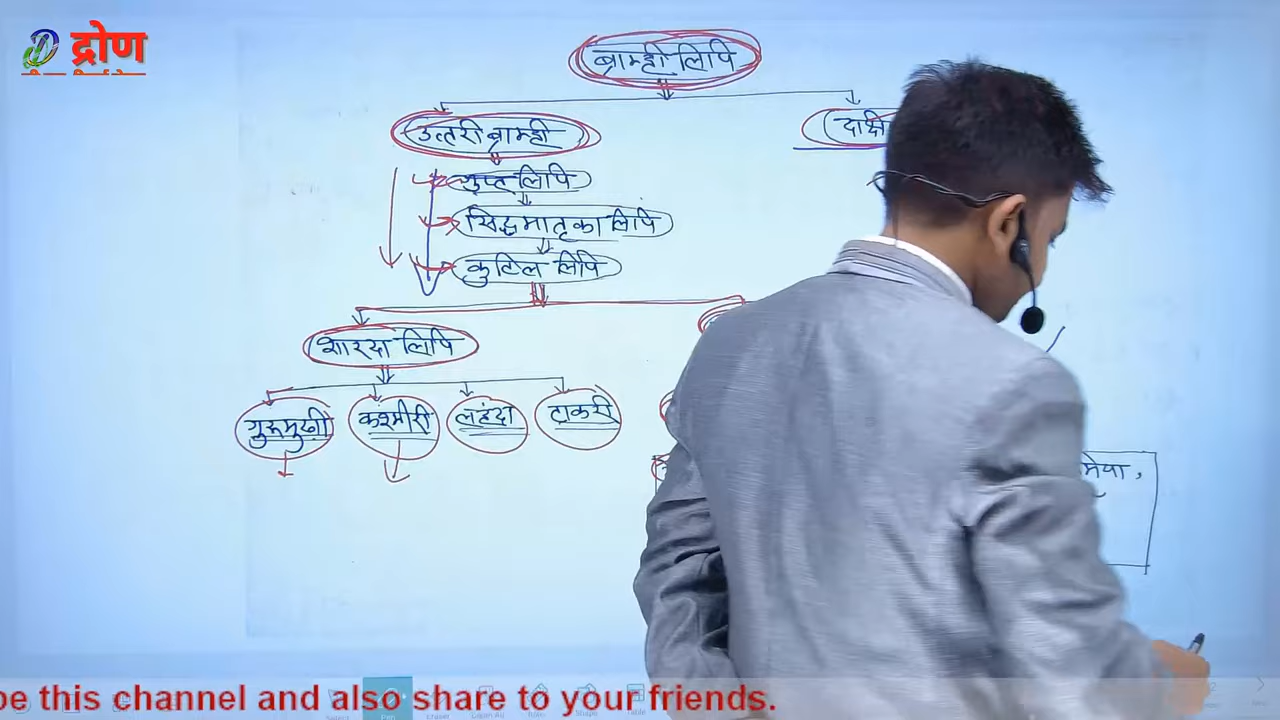 द्रोण
ब्राम्ही लिपि
उत्तरी ब्राम्ही
दाक्षि
गुप्त लिपि
सिद्धमातृका लिपि
कुटिल लिपि
शारदा लिपि
गुरूमुखी कश्मीरी लहंदा टाकरी
मिया,
be this channel and also share to your friends.